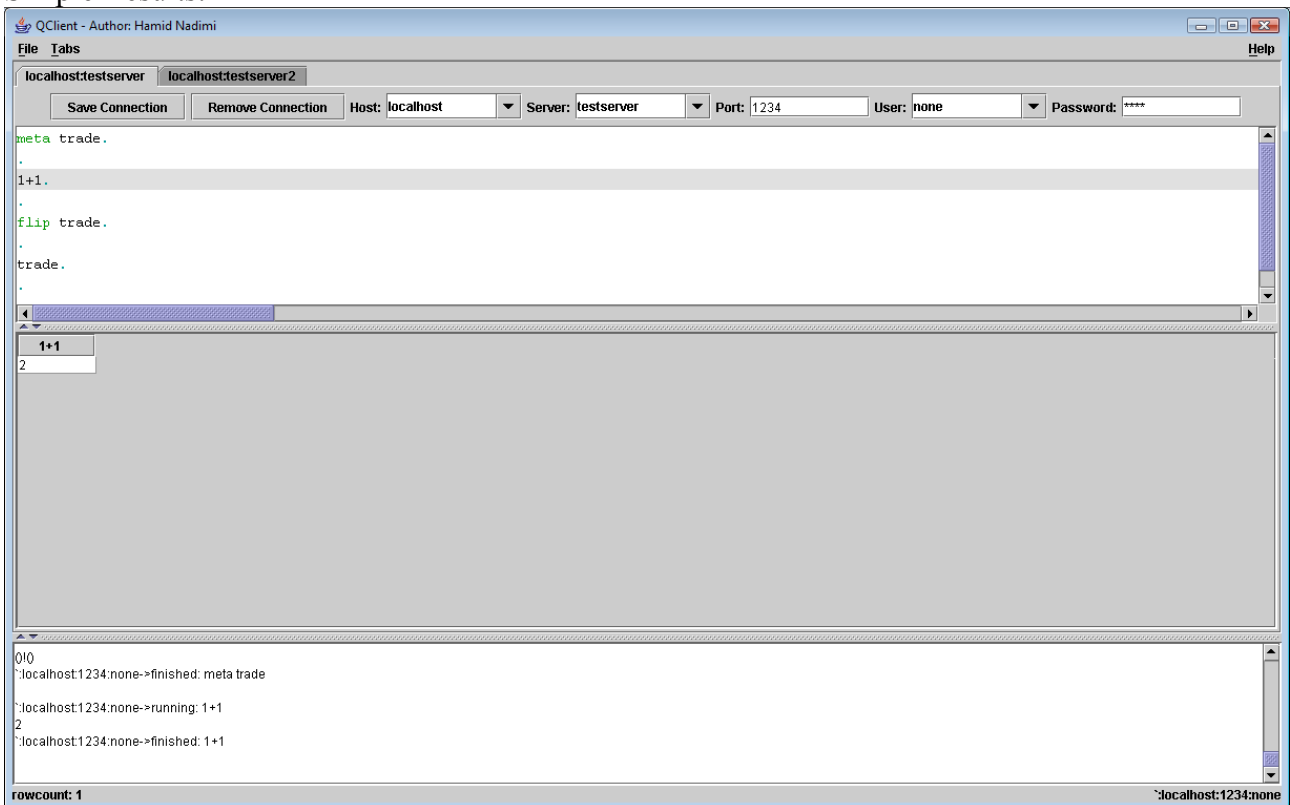 QClient - Author: Hamid Nadimi
File Tabs Help
localhost:testserver localhost:testserver2
Save Connection Remove Connection Host: localhost Server: testserver Port: 1234 User: none Password: ****
meta trade.
.
1+1.
.
flip trade.
.
trade.
.
1+1
2
()!()
`:localhost:1234:none->finished: meta trade
`:localhost:1234:none->running: 1+1
2
`:localhost:1234:none->finished: 1+1
rowcount: 1 `:localhost:1234:none